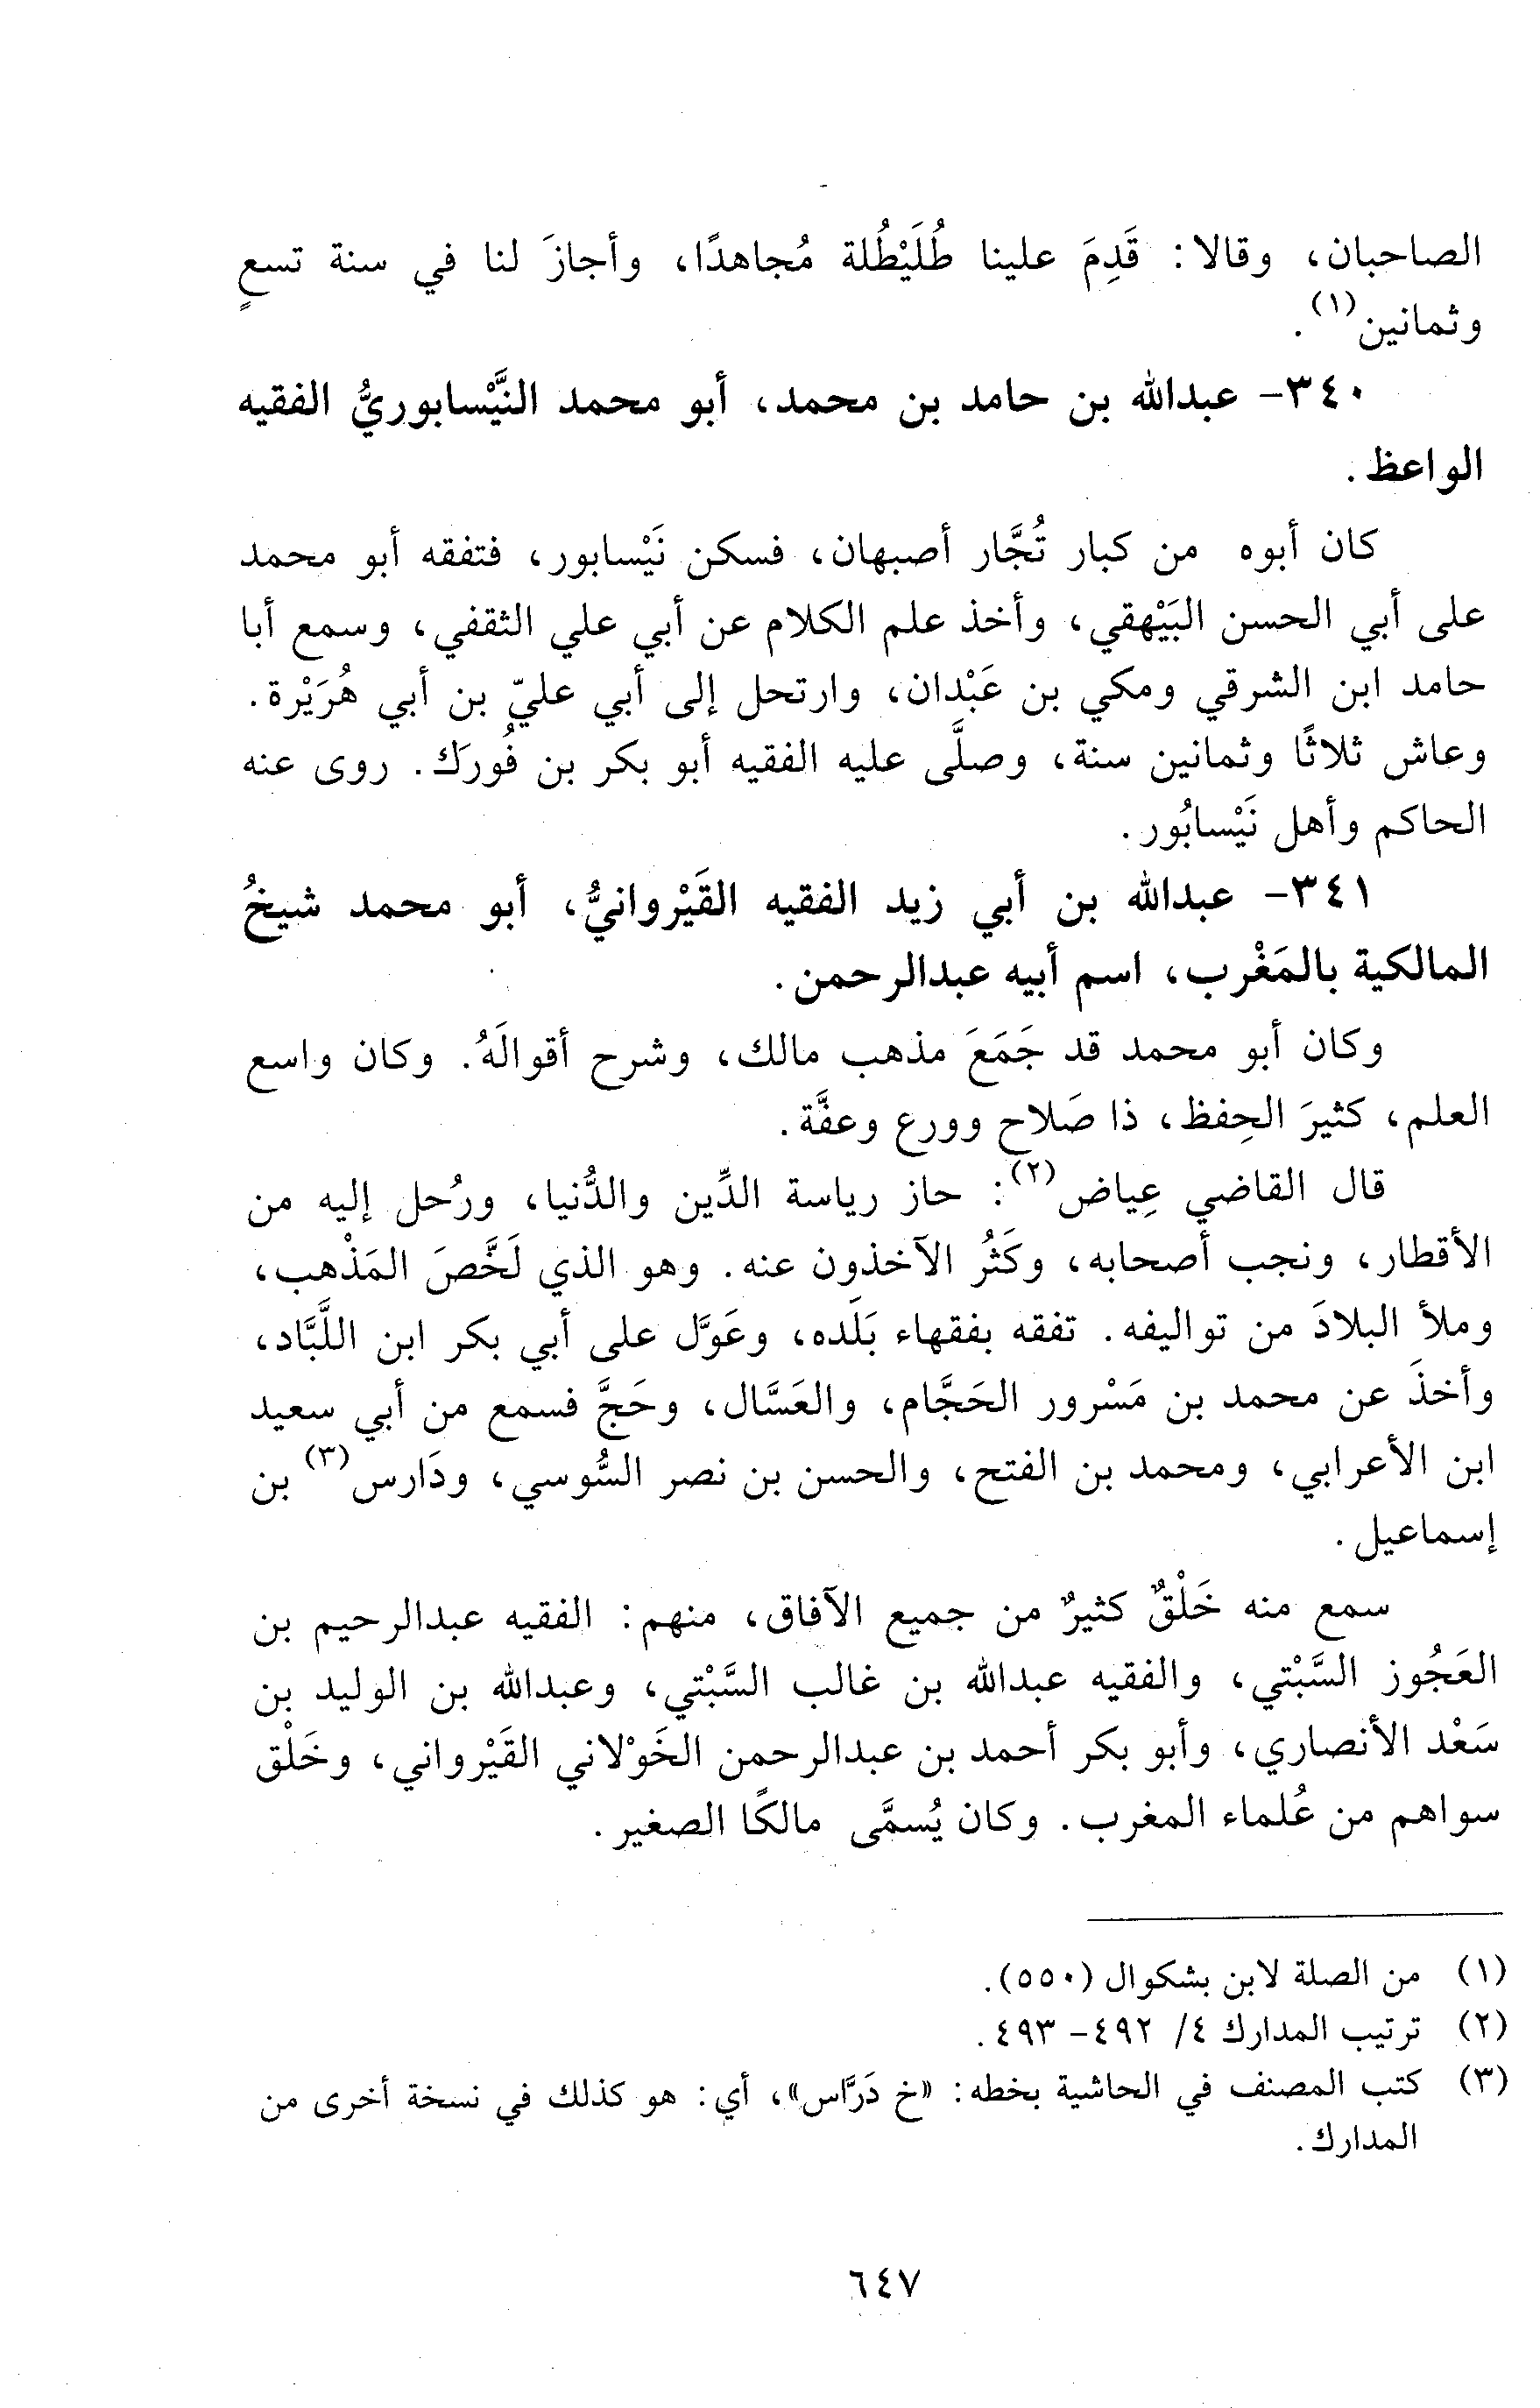 الصاحبان، وقالا: قَدِمَ علينا طُلَيْطُلة مُجاهدًا، وأجازَ لنا في سنة تسعٍ
وثمانين(١).
٣٤٠- عبدالله بن حامد بن محمد، أبو محمد النَّيْسابوريُّ الفقيه
الواعظ.
كان أبوه من كبار تُجَّار أصبهان، فسكن نَيْسابور، فتفقه أبو محمد
على أبي الحسن البَيْهقي، وأخذ علم الكلام عن أبي علي الثقفي، وسمع أبا
حامد ابن الشرقي ومكي بن عَبْدان، وارتحل إلى أبي عليّ بن أبي هُرَيْرة.
وعاش ثلاثًا وثمانين سنة، وصلَّى عليه الفقيه أبو بكر بن فُورَك. روى عنه
الحاكم وأهل نَيْسابُور.
٣٤١- عبدالله بن أبي زيد الفقيه القَيْروانيُّ، أبو محمد شيخُ
المالكية بالمَغْرب، اسم أبيه عبدالرحمن.
وكان أبو محمد قد جَمَعَ مذهب مالك، وشرح أقوالَهُ. وكان واسع
العلم، كثيرَ الحِفظ، ذا صَلاح وورع وعفَّة.
قال القاضي عِياض(٢): حاز رياسة الدِّين والدُّنيا، ورُحل إليه من
الأقطار، ونجب أصحابه، وكَثُر الآخذون عنه. وهو الذي لَخَّصَ المَذْهب،
وملأ البلادَ من تواليفه. تفقه بفقهاء بَلَده، وعَوَّل على أبي بكر ابن اللَّبَّاد،
وأخذَ عن محمد بن مَسْرور الحَجَّام، والعَسَّال، وحَجَّ فسمع من أبي سعيد
ابن الأعرابي، ومحمد بن الفتح، والحسن بن نصر السُّوسي، ودَارس(٣) بن
إسماعيل.
سمع منه خَلْقٌ كثيرٌ من جميع الآفاق، منهم: الفقيه عبدالرحيم بن
العَجُوز السَّبْتي، والفقيه عبدالله بن غالب السَّبْتي، وعبدالله بن الوليد بن
سَعْد الأنصاري، وأبو بكر أحمد بن عبدالرحمن الخَوْلاني القَيْرواني، وخَلْق
سواهم من عُلماء المغرب. وكان يُسمَّى مالكًا الصغير.
(١) من الصلة لابن بشكوال (٥٥٠).
(٢) ترتيب المدارك ٤/ ٤٩٢- ٤٩٣.
(٣) كتب المصنف في الحاشية بخطه: «خ دَرَّاس»، أي: هو كذلك في نسخة أخرى من
المدارك.
٦٤٧